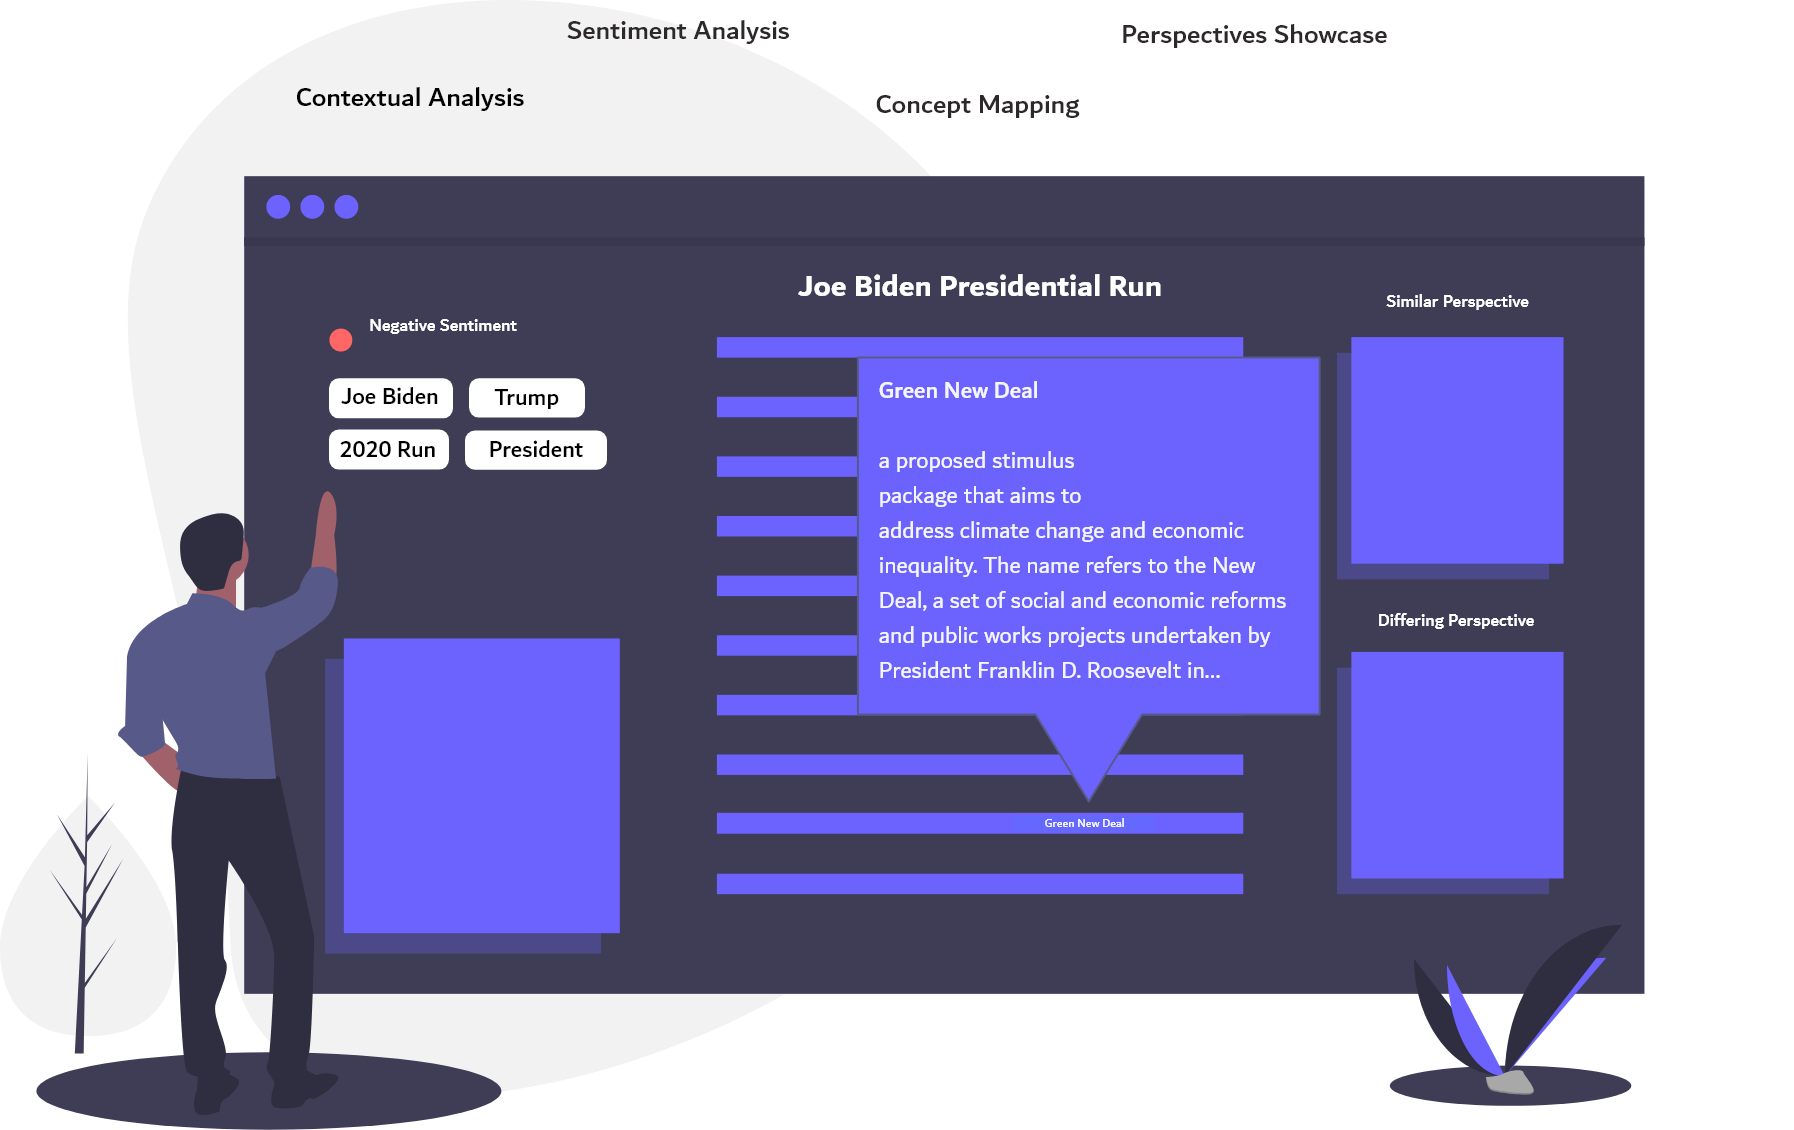 Sentiment Analysis
Perspectives Showcase
Contextual Analysis
Concept Mapping
Joe Biden Presidential Run
Negative Sentiment
Joe Biden
Trump
2020 Run
President
Green New Deal
a proposed stimulus
package that aims to
address climate change and economic
inequality. The name refers to the New
Deal, a set of social and economic reforms
and public works projects undertaken by
President Franklin D. Roosevelt in...
Green New Deal
Similar Perspective
Differing Perspective